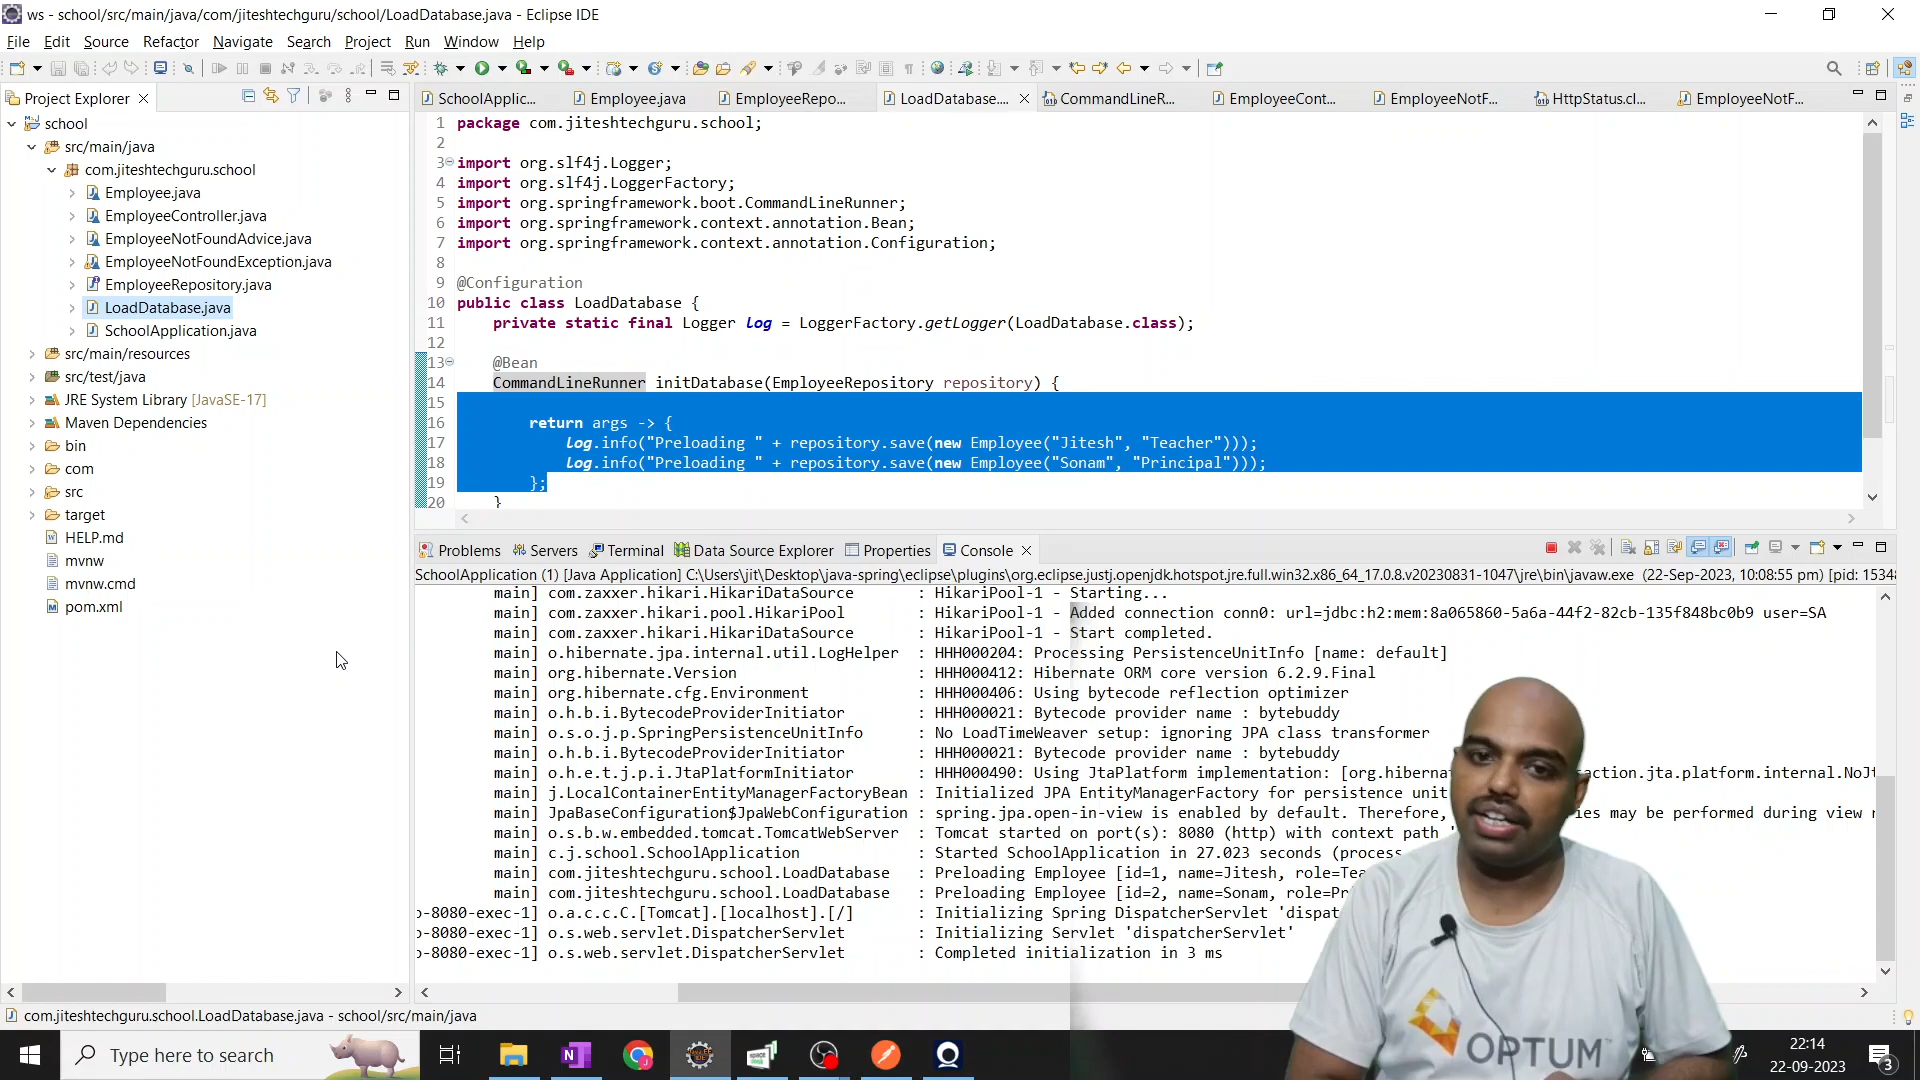 ws - school/src/main/java/com/jiteshtechguru/school/LoadDatabase.java - Eclipse IDE
File Edit Source Refactor Navigate Search Project Run Window Help
Project Explorer
SchoolApplic... Employee.java EmployeeRepo... LoadDatabase.... CommandLineR... EmployeeCont... EmployeeNotF... HttpStatus.cl... EmployeeNotF...
school
src/main/java
com.jiteshtechguru.school
Employee.java
EmployeeController.java
EmployeeNotFoundAdvice.java
EmployeeNotFoundException.java
EmployeeRepository.java
LoadDatabase.java
SchoolApplication.java
src/main/resources
src/test/java
JRE System Library [JavaSE-17]
Maven Dependencies
bin
com
src
target
HELP.md
mvnw
mvnw.cmd
pom.xml
1 package com.jiteshtechguru.school;
2
3 import org.slf4j.Logger;
4 import org.slf4j.LoggerFactory;
5 import org.springframework.boot.CommandLineRunner;
6 import org.springframework.context.annotation.Bean;
7 import org.springframework.context.annotation.Configuration;
8
9 @Configuration
10 public class LoadDatabase {
11 private static final Logger log = LoggerFactory.getLogger(LoadDatabase.class);
12
13 @Bean
14 CommandLineRunner initDatabase(EmployeeRepository repository) {
15
16 return args -> {
17 log.info("Preloading " + repository.save(new Employee("Jitesh", "Teacher")));
18 log.info("Preloading " + repository.save(new Employee("Sonam", "Principal")));
19 };
20 }
Problems Servers Terminal Data Source Explorer Properties Console
SchoolApplication (1) [Java Application] C:\Users\jit\Desktop\java-spring\eclipse\plugins\org.eclipse.justj.openjdk.hotspot.jre.full.win32.x86_64_17.0.8.v20230831-1047\jre\bin\javaw.exe (22-Sep-2023, 10:08:55 pm) [pid: 1534
main] com.zaxxer.hikari.HikariDataSource : HikariPool-1 - Starting...
main] com.zaxxer.hikari.pool.HikariPool : HikariPool-1 - Added connection conn0: url=jdbc:h2:mem:8a065860-5a6a-44f2-82cb-135f848bc0b9 user=SA
main] com.zaxxer.hikari.HikariDataSource : HikariPool-1 - Start completed.
main] o.hibernate.jpa.internal.util.LogHelper : HHH000204: Processing PersistenceUnitInfo [name: default]
main] org.hibernate.Version : HHH000412: Hibernate ORM core version 6.2.9.Final
main] org.hibernate.cfg.Environment : HHH000406: Using bytecode reflection optimizer
main] o.h.b.i.BytecodeProviderInitiator : HHH000021: Bytecode provider name : bytebuddy
main] o.s.o.j.p.SpringPersistenceUnitInfo : No LoadTimeWeaver setup: ignoring JPA class transformer
main] o.h.b.i.BytecodeProviderInitiator : HHH000021: Bytecode provider name : bytebuddy
main] o.h.e.t.j.p.i.JtaPlatformInitiator : HHH000490: Using JtaPlatform implementation: [org.hiberna saction.jta.platform.internal.NoJt
main] j.LocalContainerEntityManagerFactoryBean : Initialized JPA EntityManagerFactory for persistence unit
main] JpaBaseConfiguration$JpaWebConfiguration : spring.jpa.open-in-view is enabled by default. Therefore, ies may be performed during view r
main] o.s.b.w.embedded.tomcat.TomcatWebServer : Tomcat started on port(s): 8080 (http) with context path '
main] c.j.school.SchoolApplication : Started SchoolApplication in 27.023 seconds (process
main] com.jiteshtechguru.school.LoadDatabase : Preloading Employee [id=1, name=Jitesh, role=Tea
main] com.jiteshtechguru.school.LoadDatabase : Preloading Employee [id=2, name=Sonam, role=Pri
o-8080-exec-1] o.a.c.c.C.[Tomcat].[localhost].[/] : Initializing Spring DispatcherServlet 'dispat
o-8080-exec-1] o.s.web.servlet.DispatcherServlet : Initializing Servlet 'dispatcherServlet'
o-8080-exec-1] o.s.web.servlet.DispatcherServlet : Completed initialization in 3 ms
OPTUM
com.jiteshtechguru.school.LoadDatabase.java - school/src/main/java
Type here to search
22:14
22-09-2023
3